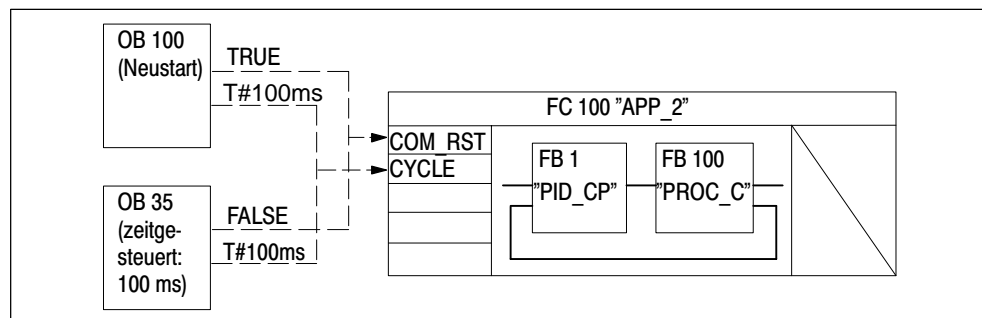 OB 100
(Neustart)
TRUE
T#100ms
OB 35
(zeitge-
steuert:
100 ms)
FALSE
T#100ms
FC 100 ”APP_2”
COM_RST
CYCLE
FB 1
”PID_CP”
FB 100
”PROC_C”